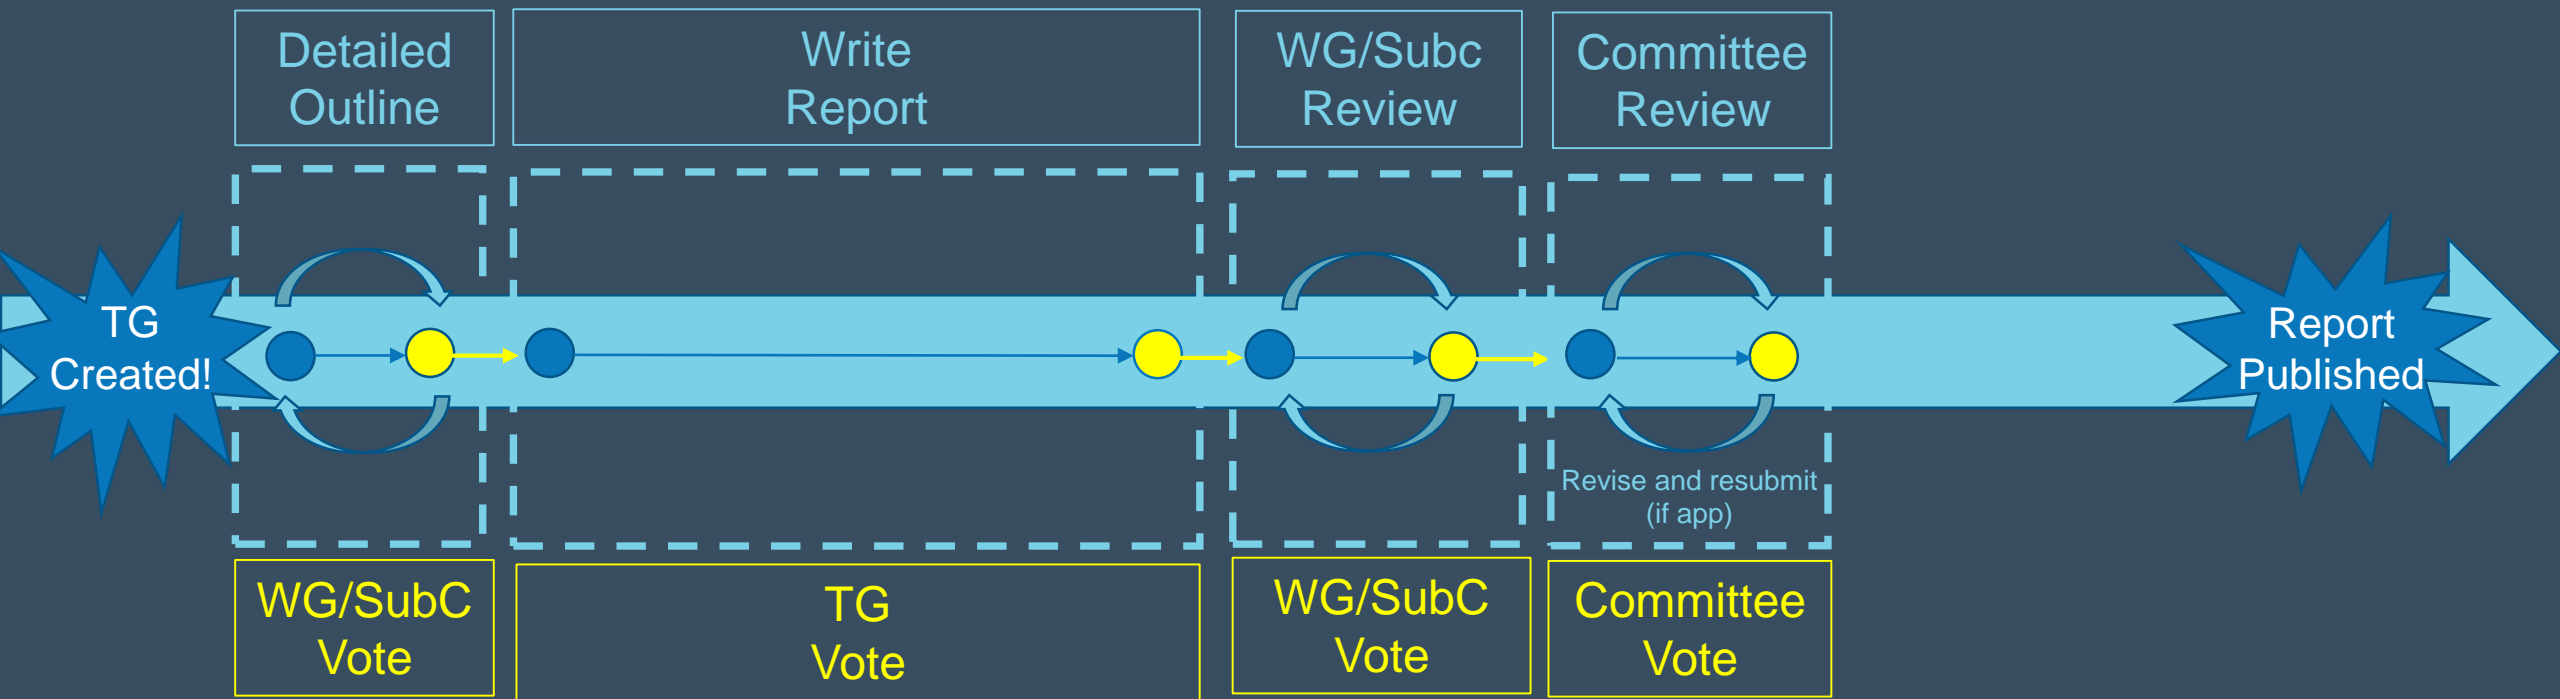 Detailed
Outline
Write
Report
WG/Subc
Review
Committee
Review
TG
Created!
Report
Published
Revise and resubmit
(if app)
WG/SubC
Vote
TG
Vote
WG/SubC
Vote
Committee
Vote